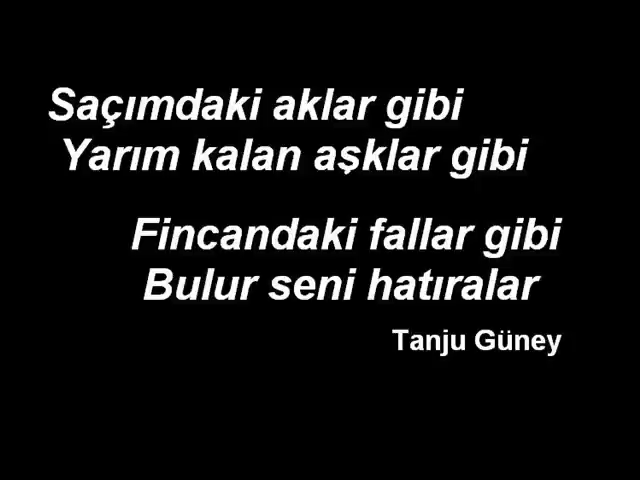 Saçımdaki aklar gibi
Yarım kalan aşklar gibi
Fincandaki fallar gibi
Bulur seni hatıralar
Tanju Güney